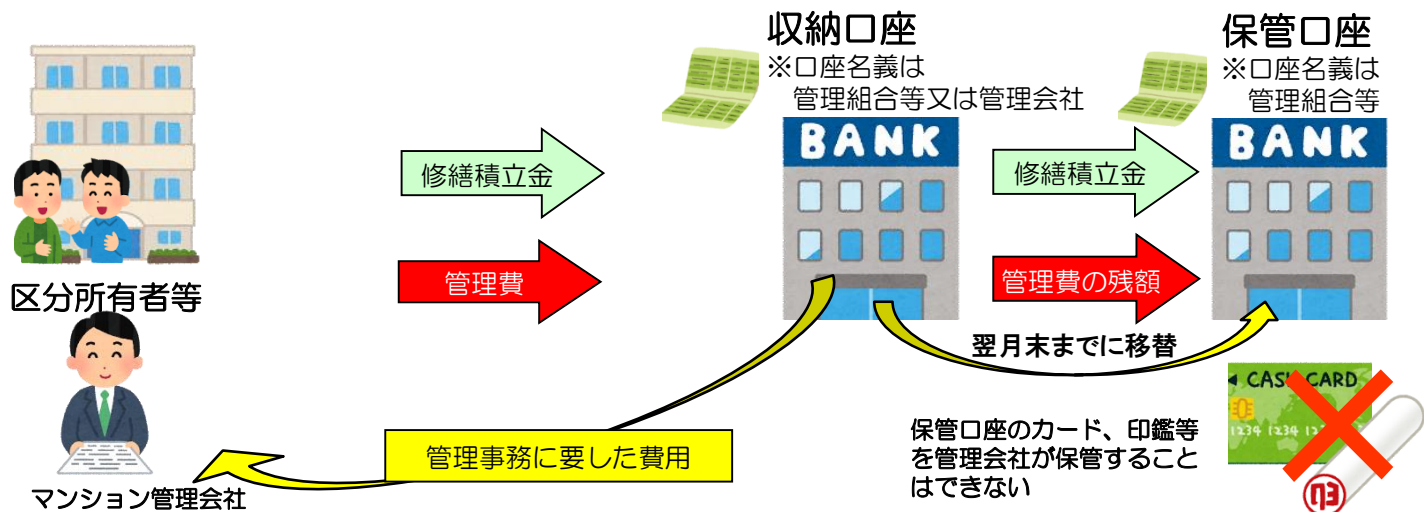 収納口座
※口座名義は
管理組合等又は管理会社
保管口座
※口座名義は
管理組合等
BANK
BANK
修繕積立金
修繕積立金
管理費
管理費の残額
区分所有者等
翌月末までに移替
CASH CARD
1234 1234
保管口座のカード、印鑑等
を管理会社が保管すること
はできない
管理事務に要した費用
マンション管理会社